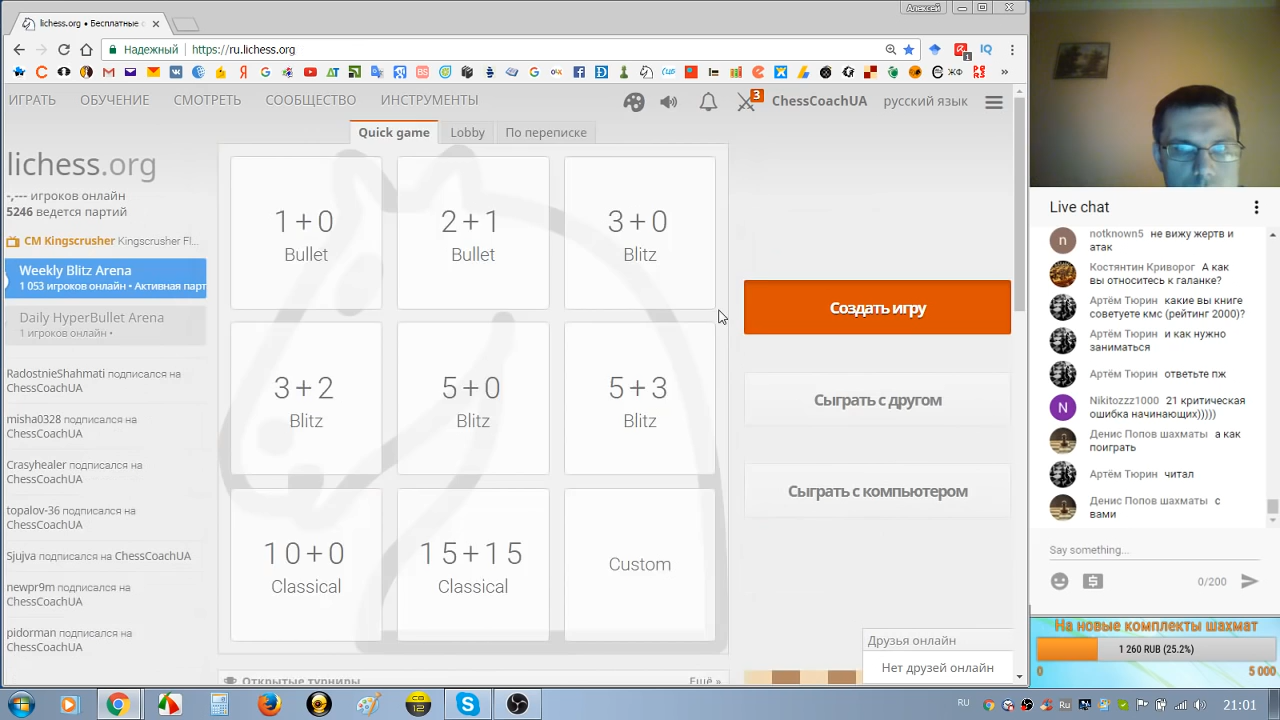 Алексей
lichess.org • Бесплатные
Надежный
https://ru.lichess.org
ИГРАТЬ
ОБУЧЕНИЕ
СМОТРЕТЬ
СООБЩЕСТВО
ИНСТРУМЕНТЫ
3
ChessCoachUA
русский язык
Quick game
Lobby
По переписке
lichess.org
-,--- игроков онлайн
5246 ведется партий
CM Kingscrusher Kingscrusher Fl...
Weekly Blitz Arena
1 053 игроков онлайн • Активная парт
Daily HyperBullet Arena
1 игроков онлайн •
RadostnieShahmati подписался на
ChessCoachUA
misha0328 подписался на
ChessCoachUA
Crasyhealer подписался на
ChessCoachUA
topalov-36 подписался на
ChessCoachUA
Sjujva подписался на ChessCoachUA
newpr9m подписался на
ChessCoachUA
pidorman подписался на
ChessCoachUA
1+0
Bullet
2+1
Bullet
3+0
Blitz
3+2
Blitz
5+0
Blitz
5+3
Blitz
10+0
Classical
15+15
Classical
Custom
Создать игру
Сыграть с другом
Сыграть с компьютером
Друзья онлайн
Нет друзей онлайн
Открытые турниры
Ещё »
Live chat
notknown5 не вижу жертв и
атак
Костянтин Криворог А как
вы относитесь к галанке?
Артём Тюрин какие вы книге
советуете кмс (рейтинг 2000)?
Артём Тюрин и как нужно
заниматься
Артём Тюрин ответьте пж
Nikitozzz1000 21 критическая
ошибка начинающих)))))
Денис Попов шахматы а как
поиграть
Артём Тюрин читал
Денис Попов шахматы с
вами
Say something...
0/200
На новые комплекты шахмат
1 260 RUB (25.2%)
0
5 000
RU
21:01